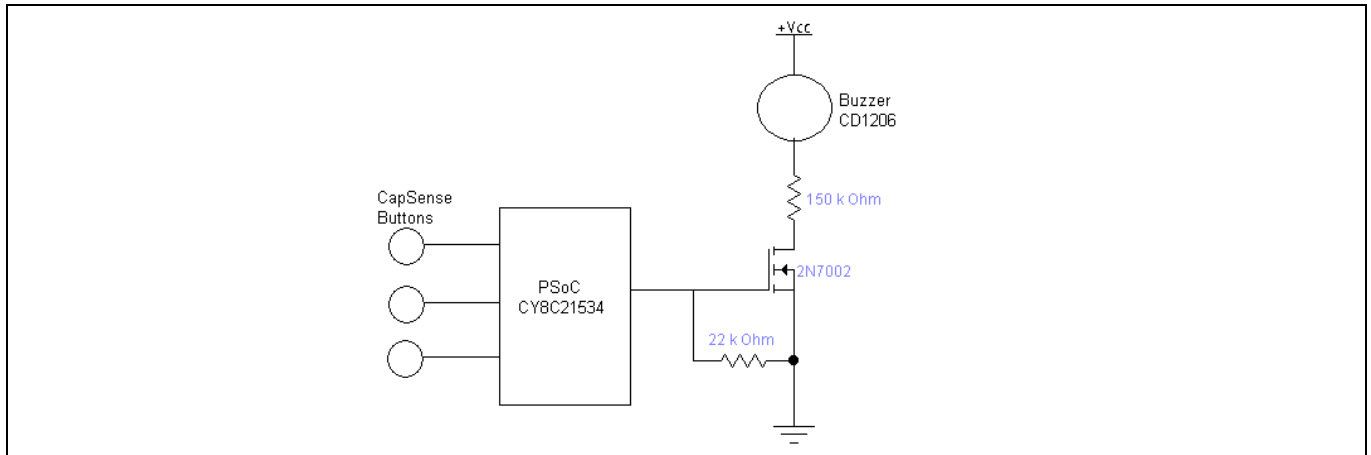 +Vcc
Buzzer
CD1206
150 k Ohm
CapSense
Buttons
2N7002
PSoC
CY8C21534
22 k Ohm